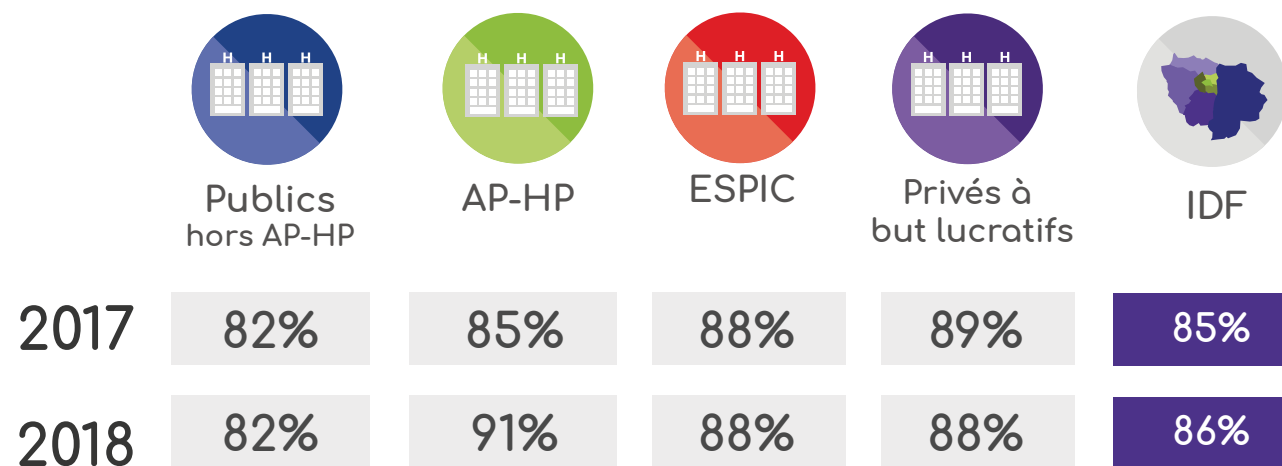 H H H
H H H
H H H
H H H
Publics
hors AP-HP
AP-HP
ESPIC
Privés à
but lucratifs
IDF
2017 82% 85% 88% 89% 85%
2018 82% 91% 88% 88% 86%